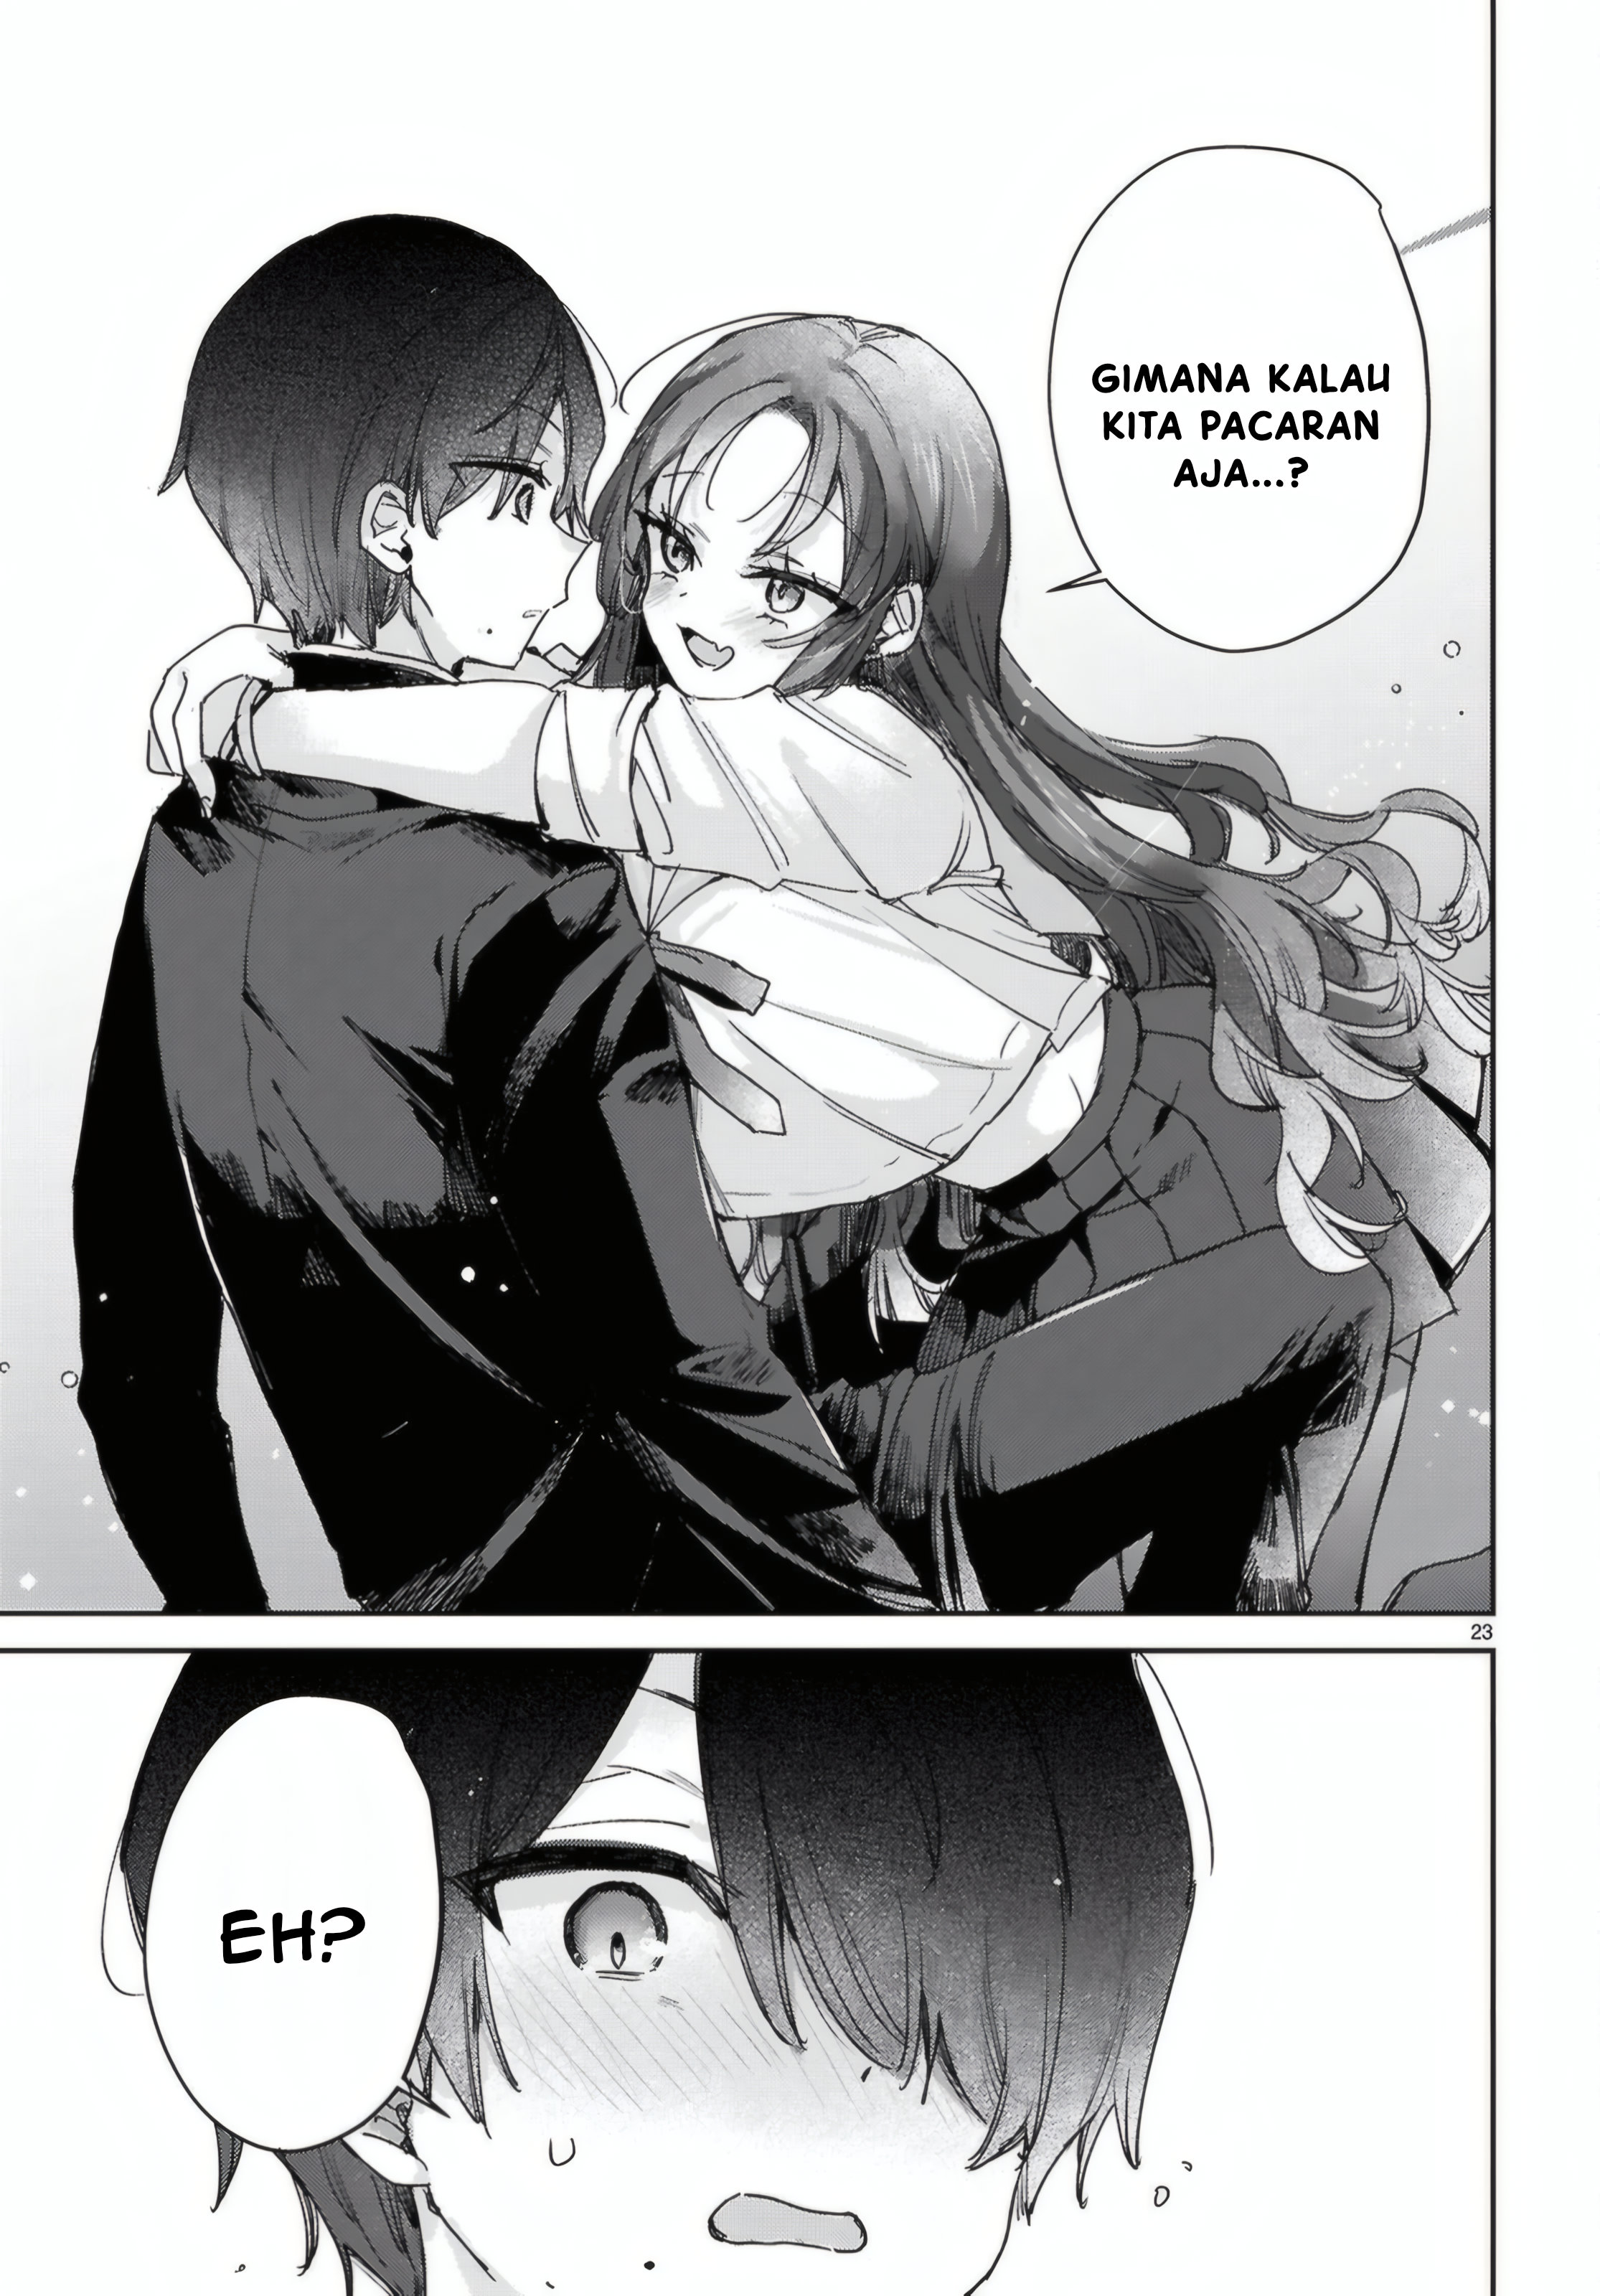 GIMANA KALAU
KITA PACARAN
AJA...?
23
EH?